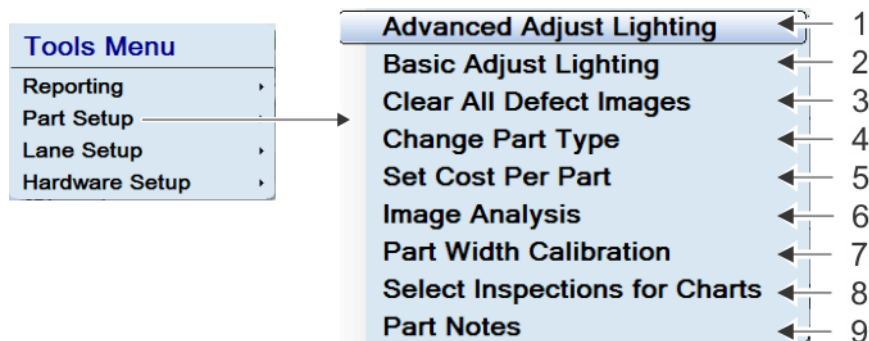 Tools Menu
Reporting
Part Setup
Lane Setup
Hardware Setup
Advanced Adjust Lighting 1
Basic Adjust Lighting 2
Clear All Defect Images 3
Change Part Type 4
Set Cost Per Part 5
Image Analysis 6
Part Width Calibration 7
Select Inspections for Charts 8
Part Notes 9